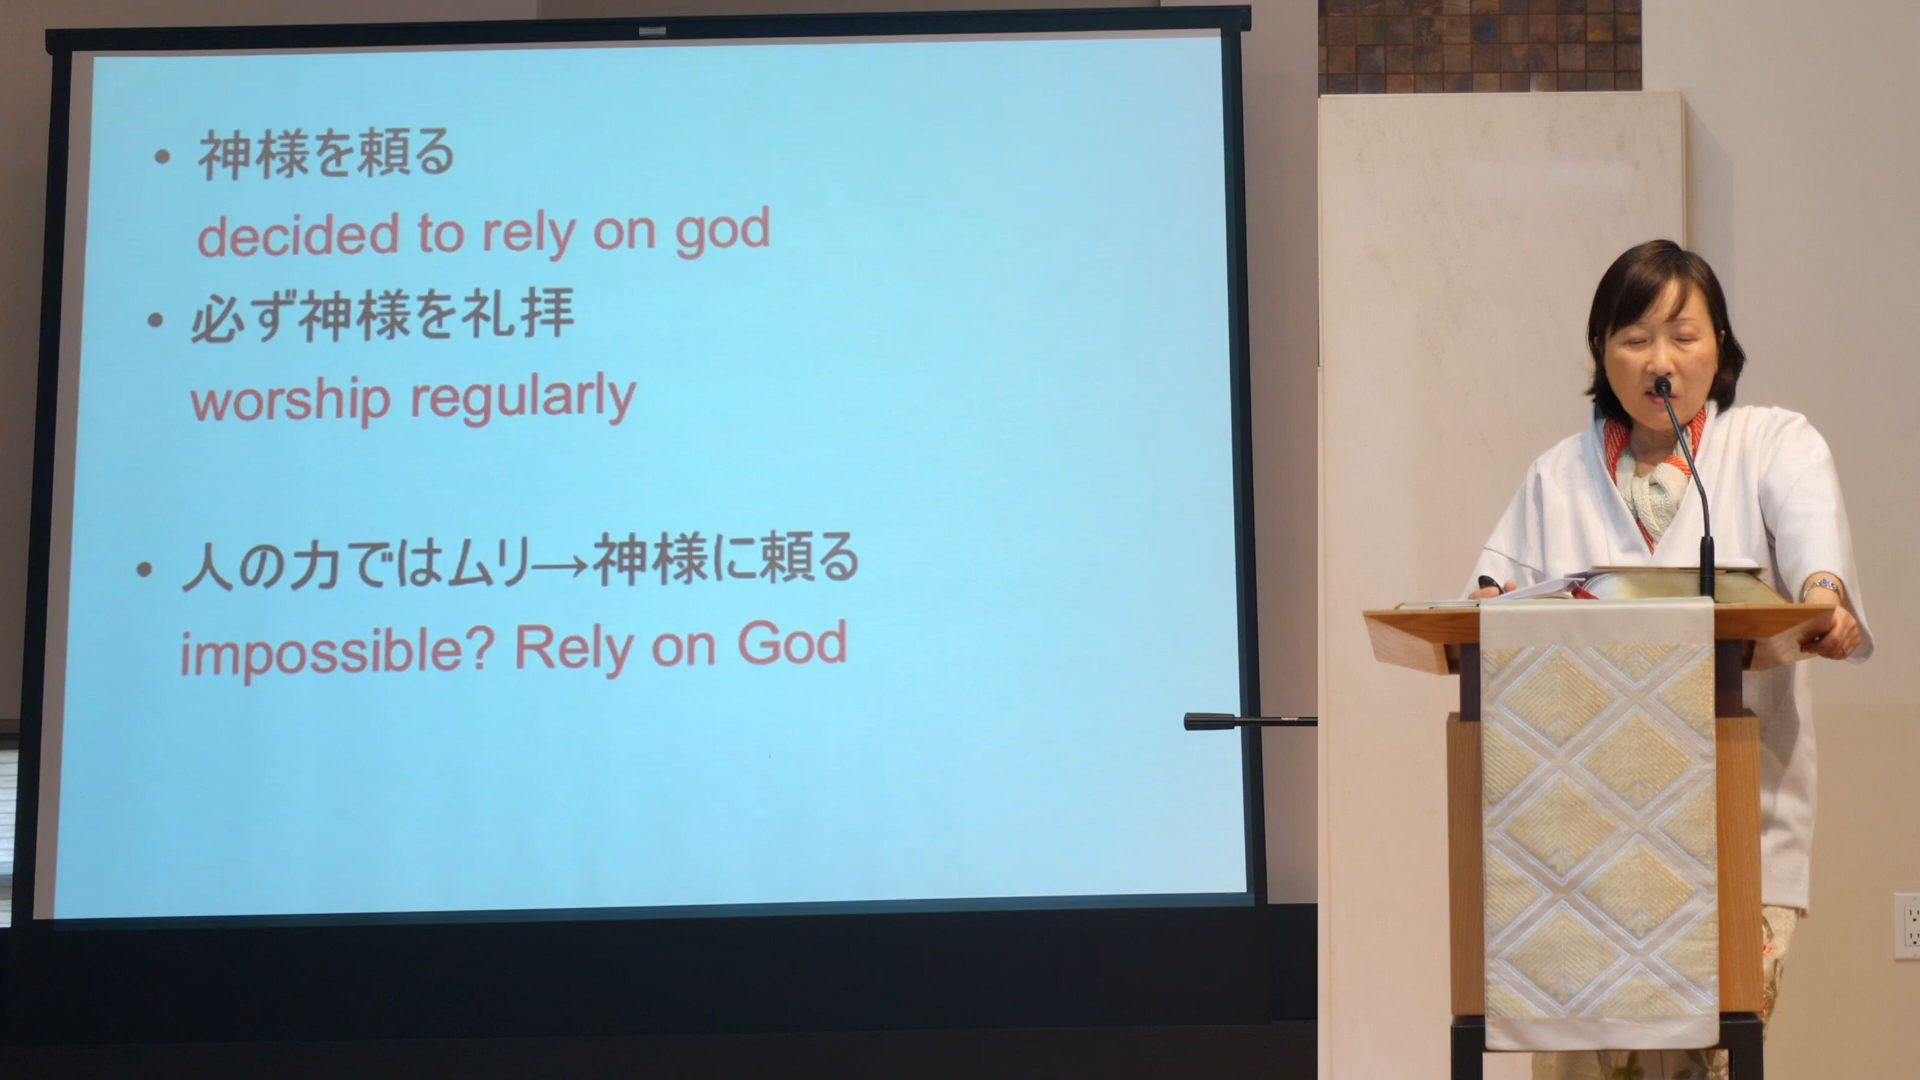 • 神様を頼る
decided to rely on god
• 必ず神様を礼拝
worship regularly
• 人の力ではムリ→神様に頼る
impossible? Rely on God